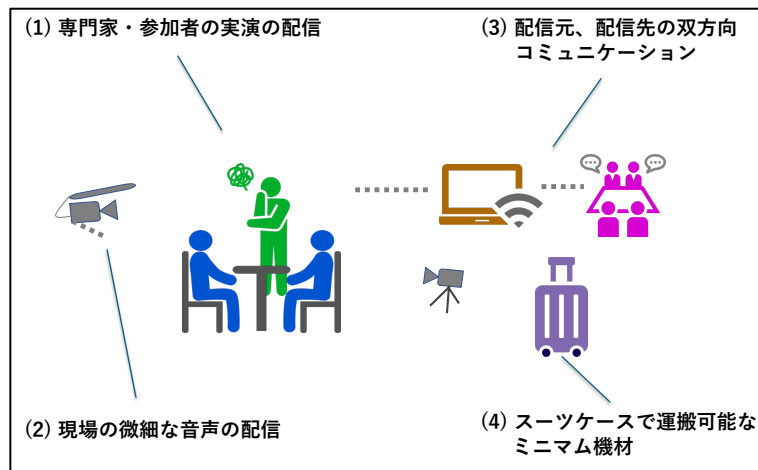 (1) 専門家・参加者の実演の配信
(3) 配信元、配信先の双方向
コミュニケーション
(2) 現場の微細な音声の配信
(4) スーツケースで運搬可能な
ミニマム機材